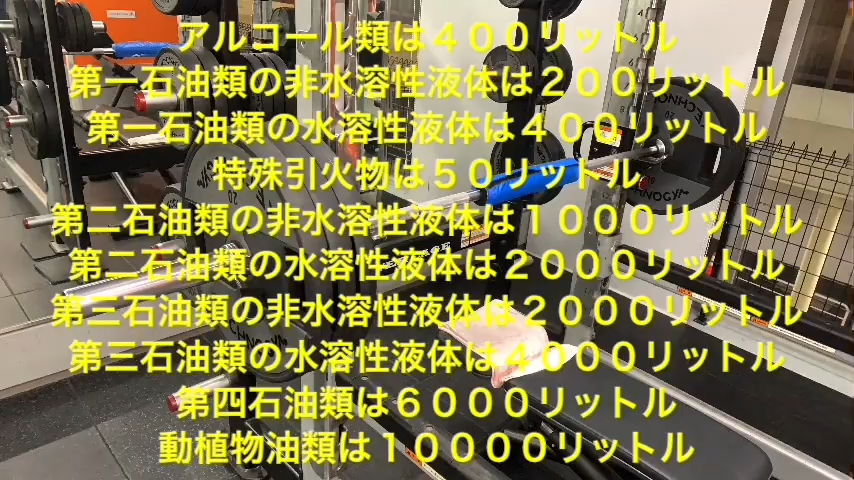 アルコール類は４００リットル
第一石油類の非水溶性液体は２００リットル
第一石油類の水溶性液体は４００リットル
特殊引火物は５０リットル
第二石油類の非水溶性液体は１０００リットル
第二石油類の水溶性液体は２０００リットル
第三石油類の非水溶性液体は２０００リットル
第三石油類の水溶性液体は４０００リットル
第四石油類は６０００リットル
動植物油類は１００００リットル